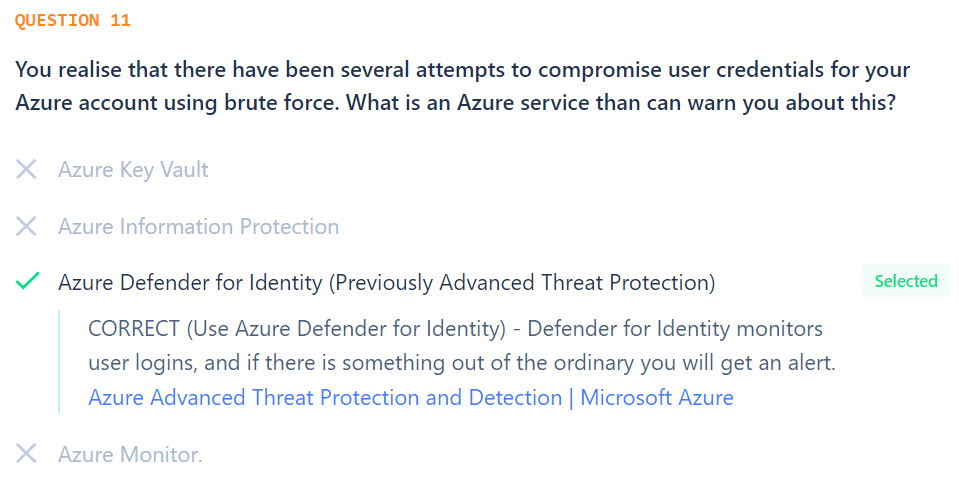 QUESTION 11
You realise that there have been several attempts to compromise user credentials for your
Azure account using brute force. What is an Azure service than can warn you about this?
Azure Key Vault
Azure Information Protection
Azure Defender for Identity (Previously Advanced Threat Protection)
Selected
CORRECT (Use Azure Defender for Identity) - Defender for Identity monitors
user logins, and if there is something out of the ordinary you will get an alert.
Azure Advanced Threat Protection and Detection | Microsoft Azure
Azure Monitor.